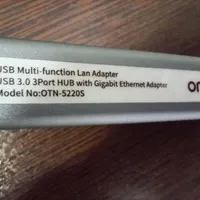 USB Multi-function Lan Adapter
USB 3.0 3Port HUB with Gigabit Ethernet Adapter
Model No:OTN-5220S